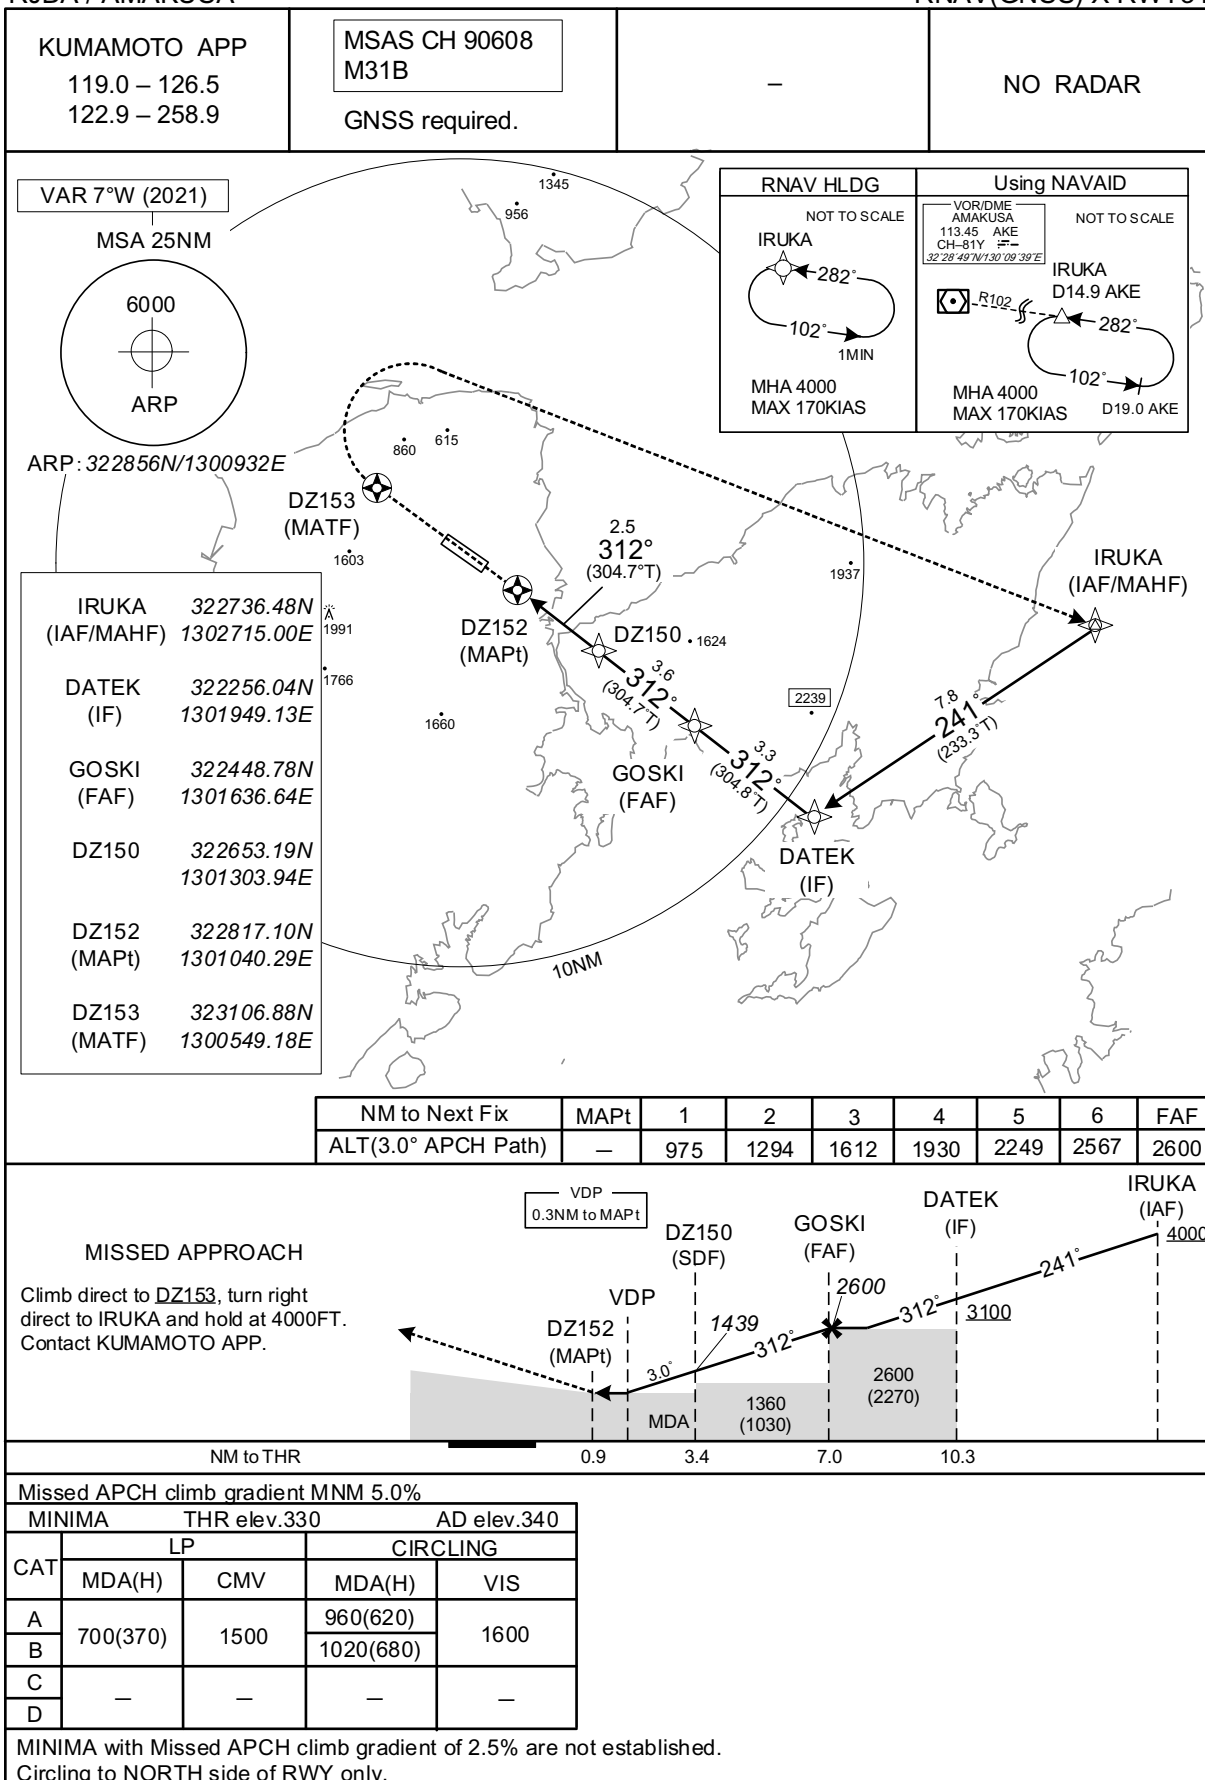 KUMAMOTO APP
119.0 – 126.5
122.9 – 258.9
MSAS CH 90608
M31B
GNSS required.
–
NO RADAR
VAR 7°W (2021)
MSA 25NM
6000
ARP
ARP: 322856N/1300932E
1345
956
RNAV HLDG
NOT TO SCALE
IRUKA
282°
102°
1MIN
MHA 4000
MAX 170KIAS
Using NAVAID
VOR/DME
AMAKUSA
113.45 AKE
CH–81Y
32°28'49"N/130°09'39"E
NOT TO SCALE
IRUKA
D14.9 AKE
R102
282°
102°
D19.0 AKE
MHA 4000
MAX 170KIAS
860
615
DZ153
(MATF)
1603
2.5
312°
(304.7°T)
1937
IRUKA
(IAF/MAHF)
DZ152
(MAPt)
DZ150
1624
1991
1766
1660
3.6
312°
(304.7°T)
2239
7.8
241°
(233.3°T)
GOSKI
(FAF)
3.3
312°
(304.8°T)
DATEK
(IF)
10NM
IRUKA 322736.48N
(IAF/MAHF) 1302715.00E
DATEK 322256.04N
(IF) 1301949.13E
GOSKI 322448.78N
(FAF) 1301636.64E
DZ150 322653.19N
1301303.94E
DZ152 322817.10N
(MAPt) 1301040.29E
DZ153 323106.88N
(MATF) 1300549.18E
NM to Next Fix MAPt 1 2 3 4 5 6 FAF
ALT(3.0° APCH Path) – 975 1294 1612 1930 2249 2567 2600
VDP
0.3NM to MAPt
MISSED APPROACH
Climb direct to DZ153, turn right
direct to IRUKA and hold at 4000FT.
Contact KUMAMOTO APP.
IRUKA
(IAF)
4000
DATEK
(IF)
GOSKI
(FAF)
DZ150
(SDF)
VDP
DZ152
(MAPt)
241°
3100
312°
2600
1439
312°
3.0°
2600
(2270)
1360
(1030)
MDA
NM to THR 0.9 3.4 7.0 10.3
Missed APCH climb gradient MNM 5.0%
MINIMA THR elev.330 AD elev.340
CAT LP CIRCLING
MDA(H) CMV MDA(H) VIS
A 700(370) 1500 960(620) 1600
B 1020(680)
C – – – –
D
MINIMA with Missed APCH climb gradient of 2.5% are not established.
Circling to NORTH side of RWY only.